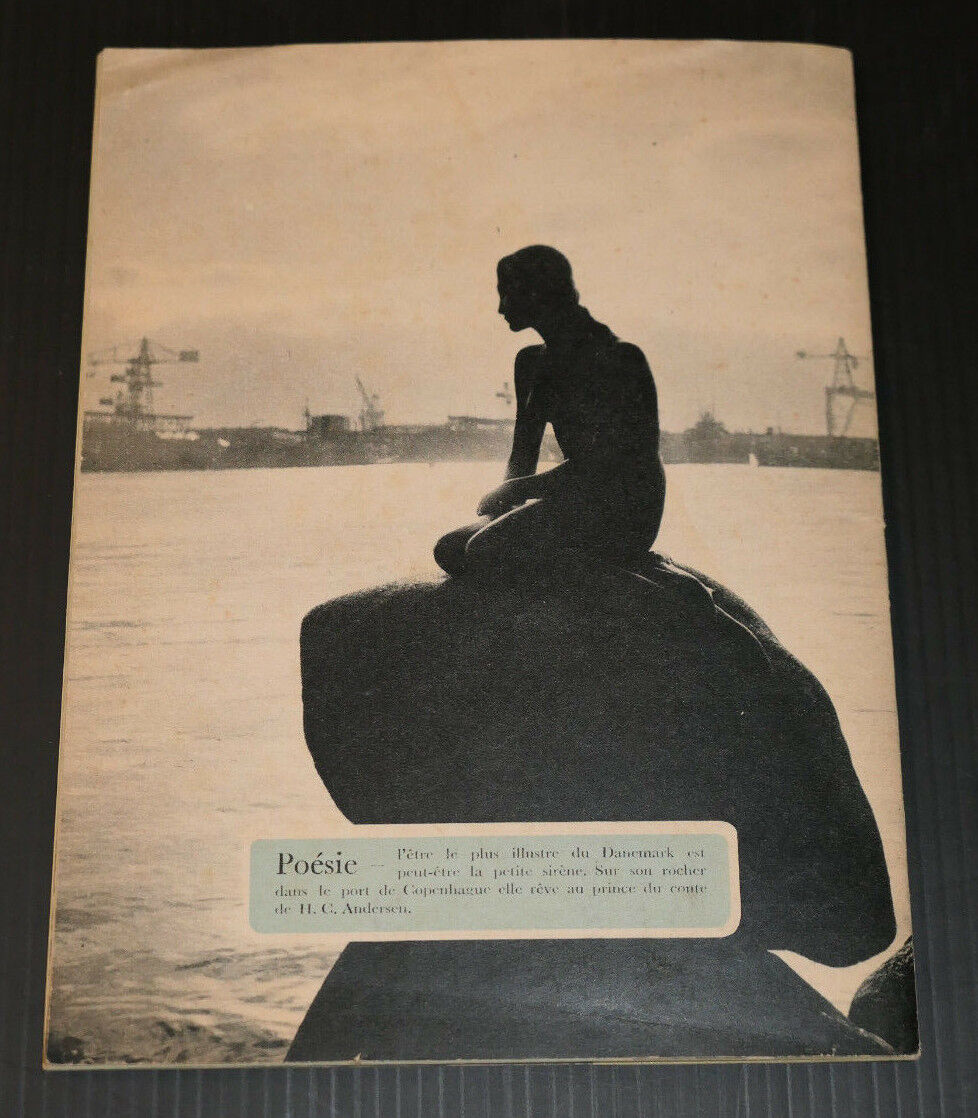 Poésie — l'être le plus illustre du Danemark est
peut-être la petite sirène. Sur son rocher
dans le port de Copenhague elle rêve au prince du conte
de H. C. Andersen.